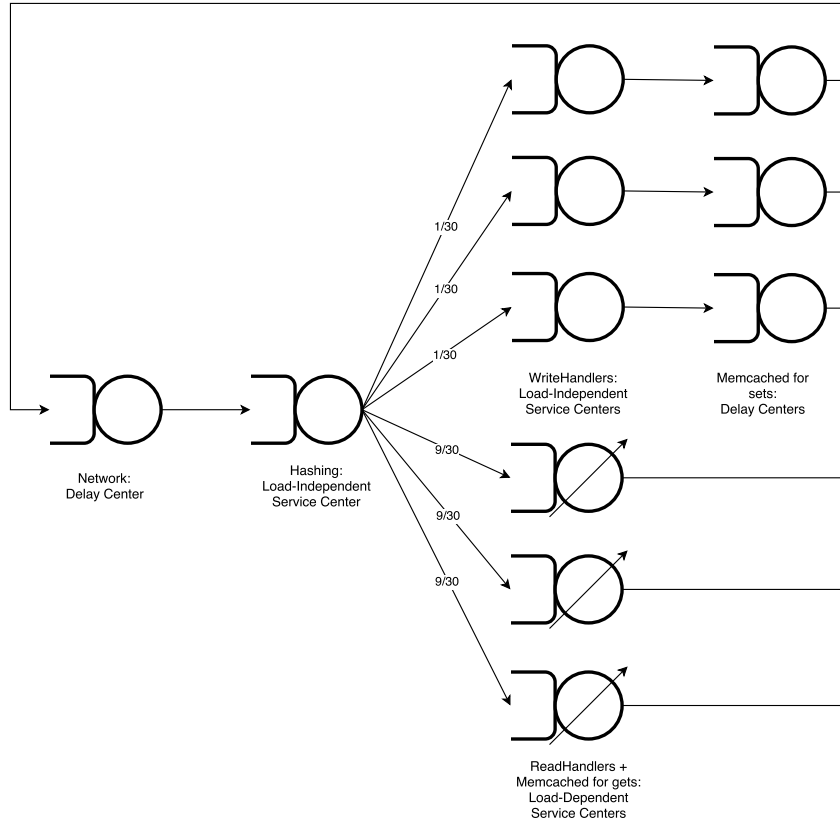 1/30
1/30
1/30
WriteHandlers:
Load-Independent
Service Centers
Memcached for
sets:
Delay Centers
Network:
Delay Center
Hashing:
Load-Independent
Service Center
9/30
9/30
9/30
ReadHandlers +
Memcached for gets:
Load-Dependent
Service Centers